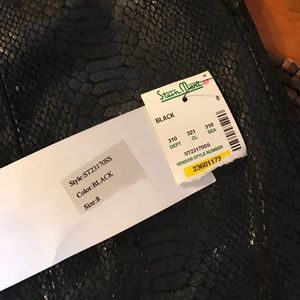 Stein Mart
BLACK
8
310 321 310
DEPT CL SEA
ST23170SS
VENDOR STYLE NUMBER
23601177
Style:ST23170SS
Color:BLACK
Size:8